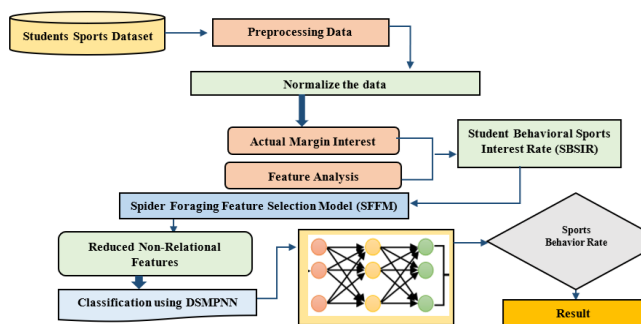 Students Sports Dataset
Preprocessing Data
Normalize the data
Actual Margin Interest
Feature Analysis
Student Behavioral Sports
Interest Rate (SBSIR)
Spider Foraging Feature Selection Model (SFFM)
Reduced Non-Relational
Features
Classification using DSMPNN
Sports
Behavior Rate
Result